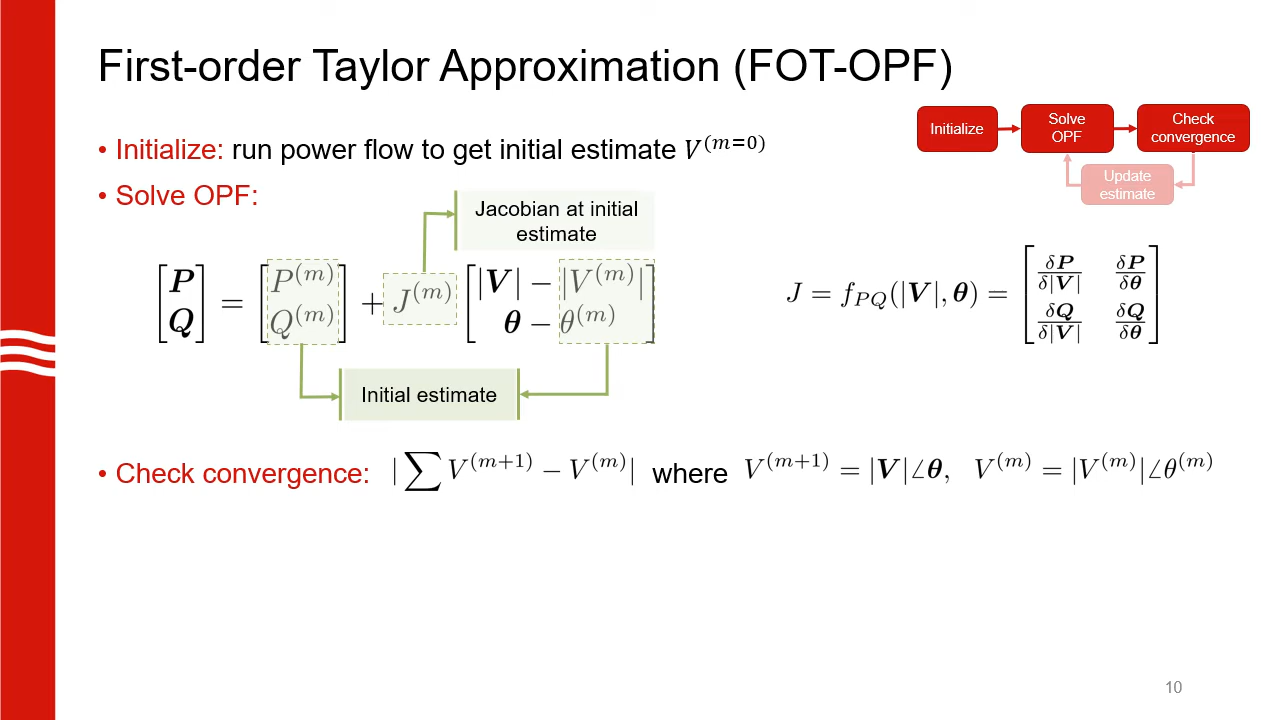 First-order Taylor Approximation (FOT-OPF)
Initialize
Solve
OPF
Check
convergence
Update
estimate
• Initialize: run power flow to get initial estimate V^(m=0)
• Solve OPF:
Jacobian at initial
estimate
[P Q] = [P^(m) Q^(m)] + J^(m) [|V| − |V^(m)| θ − θ^(m)]
J = f_PQ(|V|, θ) = [δP/δ|V| δP/δθ δQ/δ|V| δQ/δθ]
Initial estimate
• Check convergence: |∑ V^(m+1) − V^(m)| where V^(m+1) = |V|∠θ, V^(m) = |V^(m)|∠θ^(m)
10